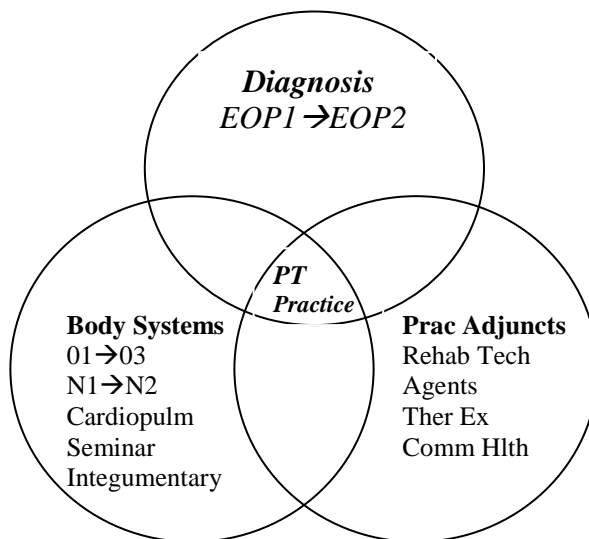 Diagnosis
EOP1→EOP2
PT
Practice
Body Systems
01→03
N1→N2
Cardiopulm
Seminar
Integumentary
Prac Adjuncts
Rehab Tech
Agents
Ther Ex
Comm Hlth